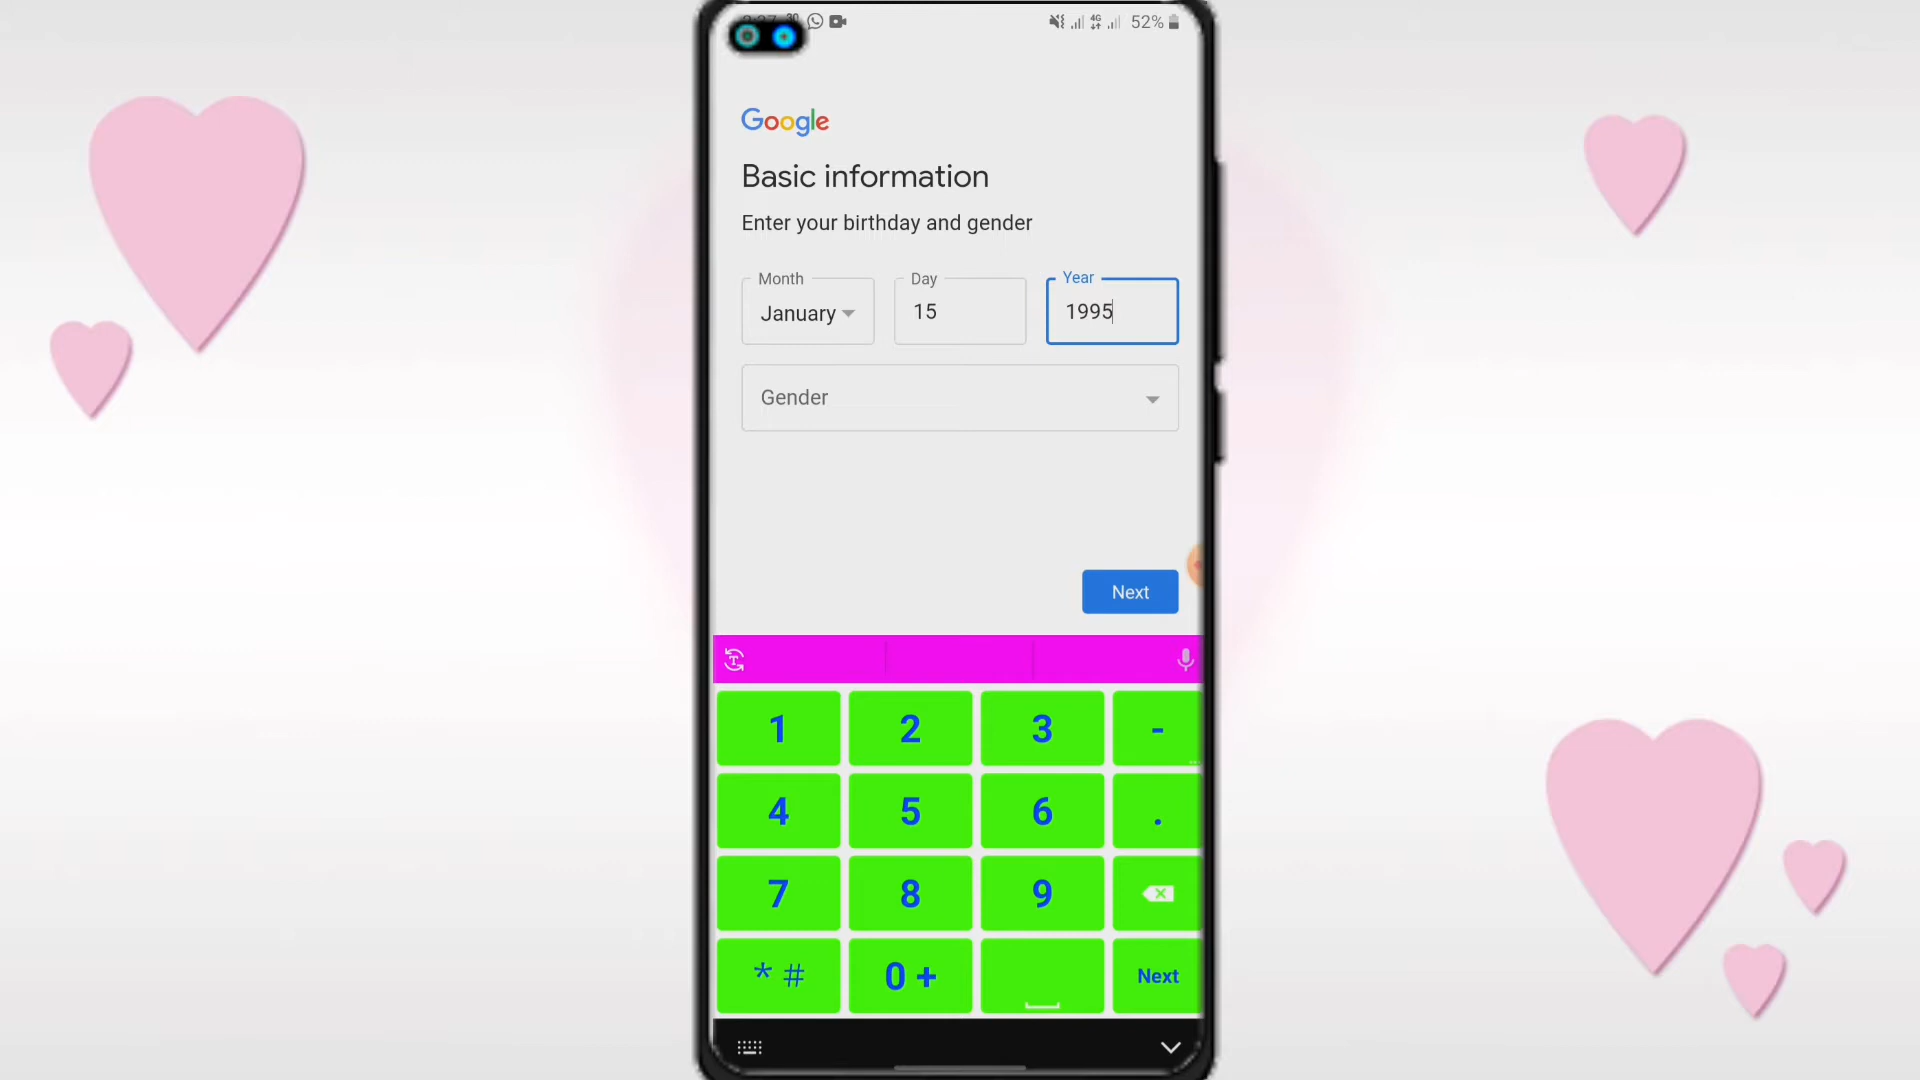 52%
Google
Basic information
Enter your birthday and gender
Month
Day
Year
January
15
1995
Gender
Next
1 2 3 -
4 5 6 .
7 8 9
* # 0 + Next